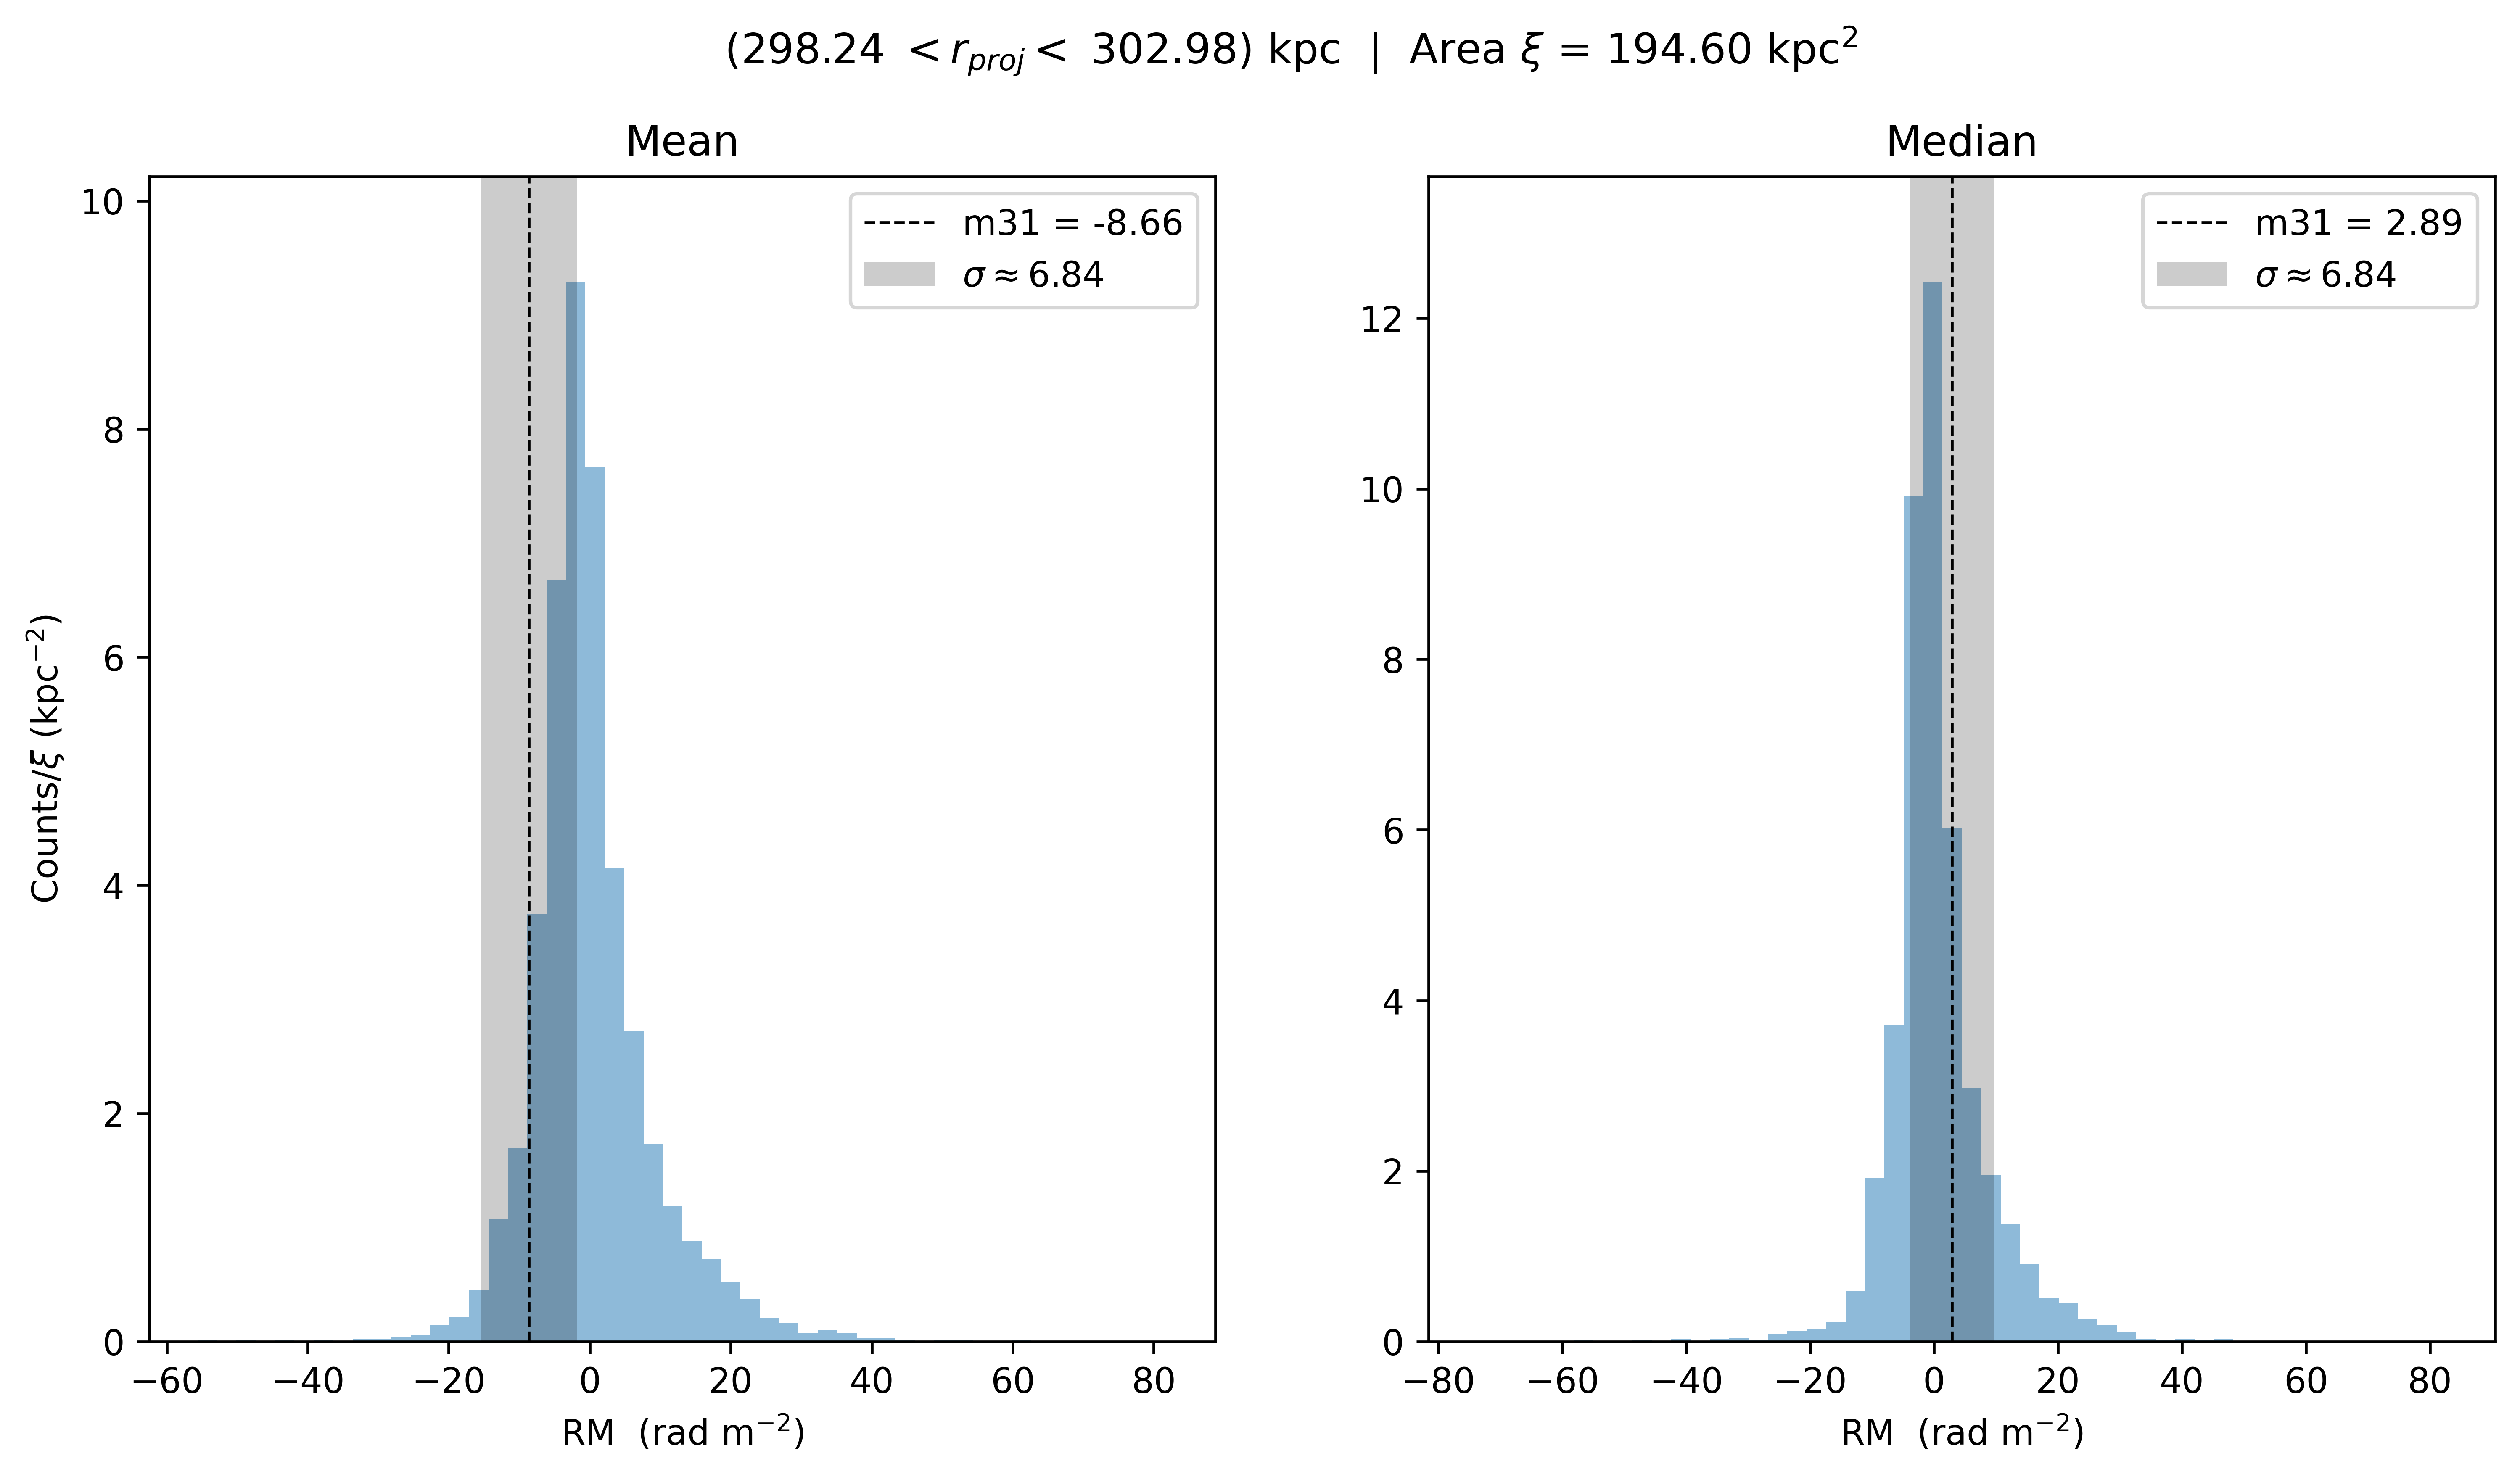 (298.24 < r_proj < 302.98) kpc | Area ξ = 194.60 kpc²
Mean
m31 = -8.66
σ ≈ 6.84
10
8
6
4
2
0
Counts/ξ (kpc⁻²)
−60 −40 −20 0 20 40 60 80
RM (rad m⁻²)
Median
m31 = 2.89
σ ≈ 6.84
12
10
8
6
4
2
0
−80 −60 −40 −20 0 20 40 60 80
RM (rad m⁻²)